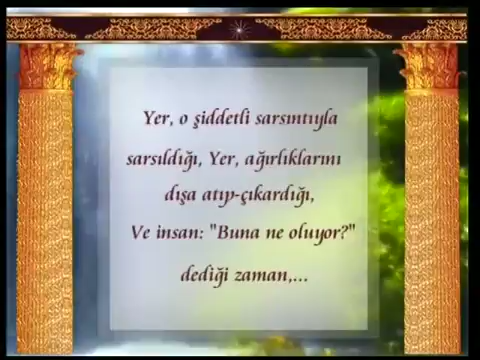 Yer, o şiddetli sarsıntıyla
sarsıldığı, Yer, ağırlıklarını
dışa atıp-çıkardığı,
Ve insan: "Buna ne oluyor?"
dediği zaman,...